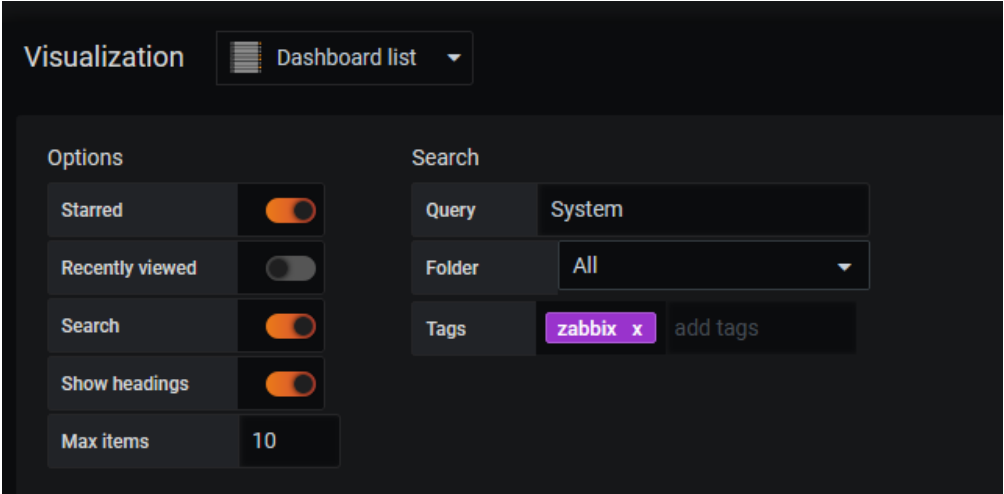 Visualization Dashboard list
Options
Starred
Recently viewed
Search
Show headings
Max items 10
Search
Query System
Folder All
Tags zabbix x add tags